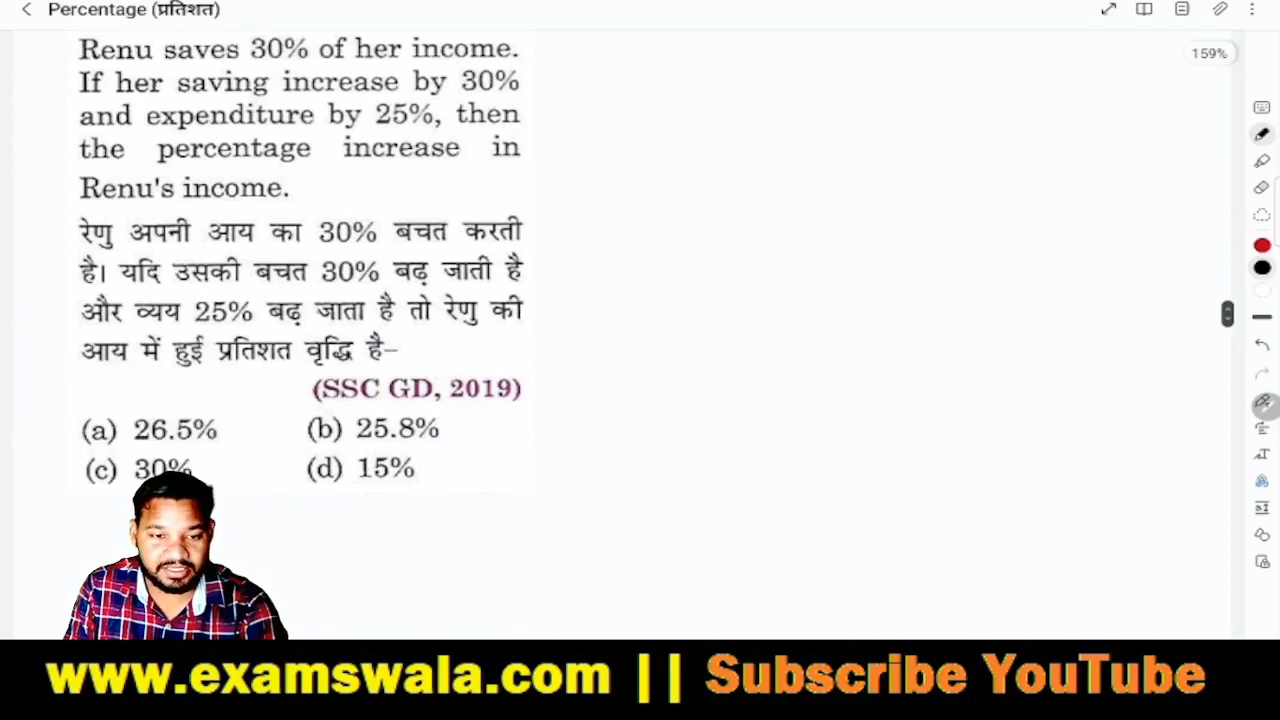 Percentage (प्रतिशत)
159%
Renu saves 30% of her income.
If her saving increase by 30%
and expenditure by 25%, then
the percentage increase in
Renu's income.
रेणु अपनी आय का 30% बचत करती
है। यदि उसकी बचत 30% बढ़ जाती है
और व्यय 25% बढ़ जाता है तो रेणु की
आय में हुई प्रतिशत वृद्धि है–
(SSC GD, 2019)
(a) 26.5% (b) 25.8%
(c) 30% (d) 15%
www.examswala.com || Subscribe YouTube